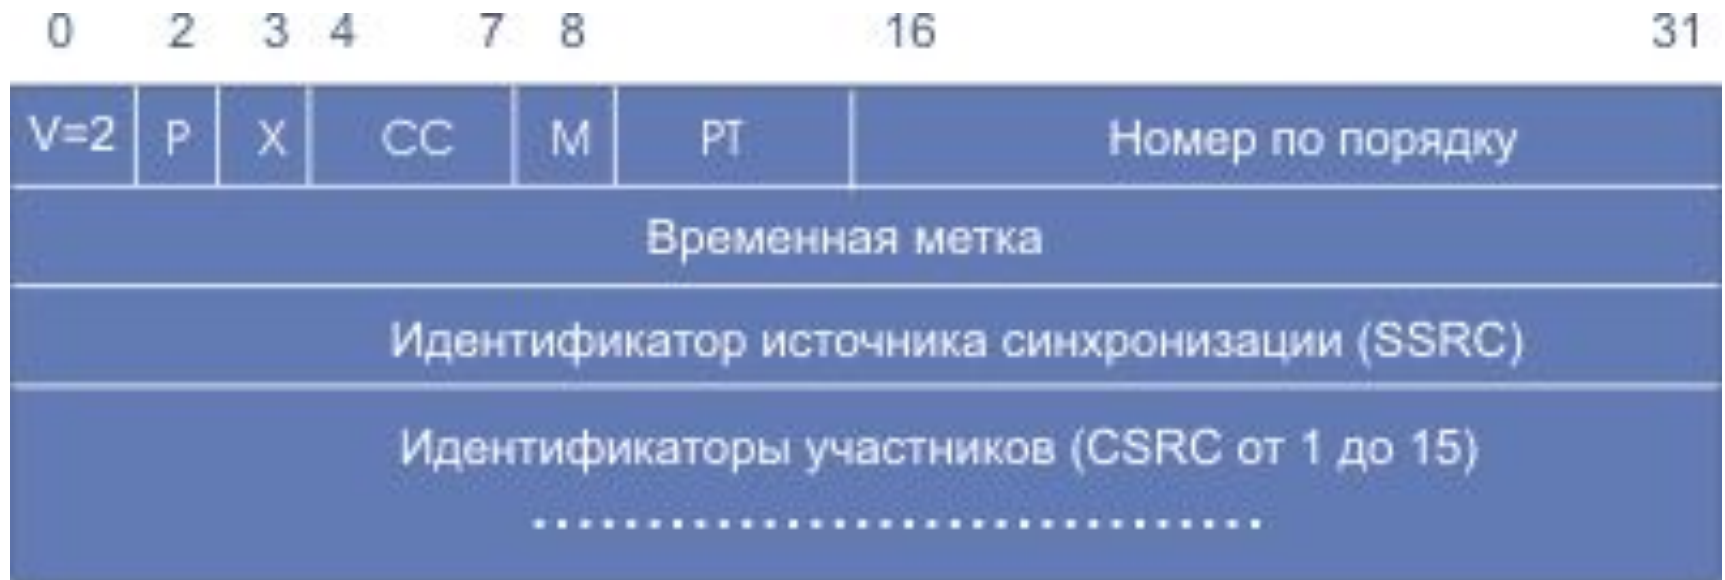 0 2 3 4 7 8 16 31
V=2 P X CC M PT Номер по порядку
Временная метка
Идентификатор источника синхронизации (SSRC)
Идентификаторы участников (CSRC от 1 до 15)